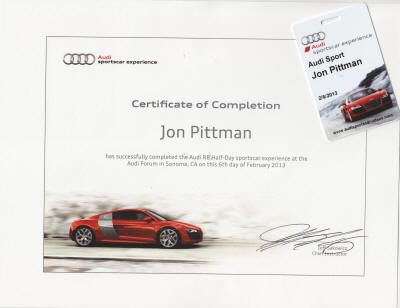 Audi
sportscar experience
Certificate of Completion
Jon Pittman
has successfully completed the Audi R8 Half-Day sportscar experience at the
Audi Forum in Sonoma, CA on this 6th day of February 2013
Chief Instructor
Audi
sportscar experience
Audi Sport
Jon Pittman
2/6/2013